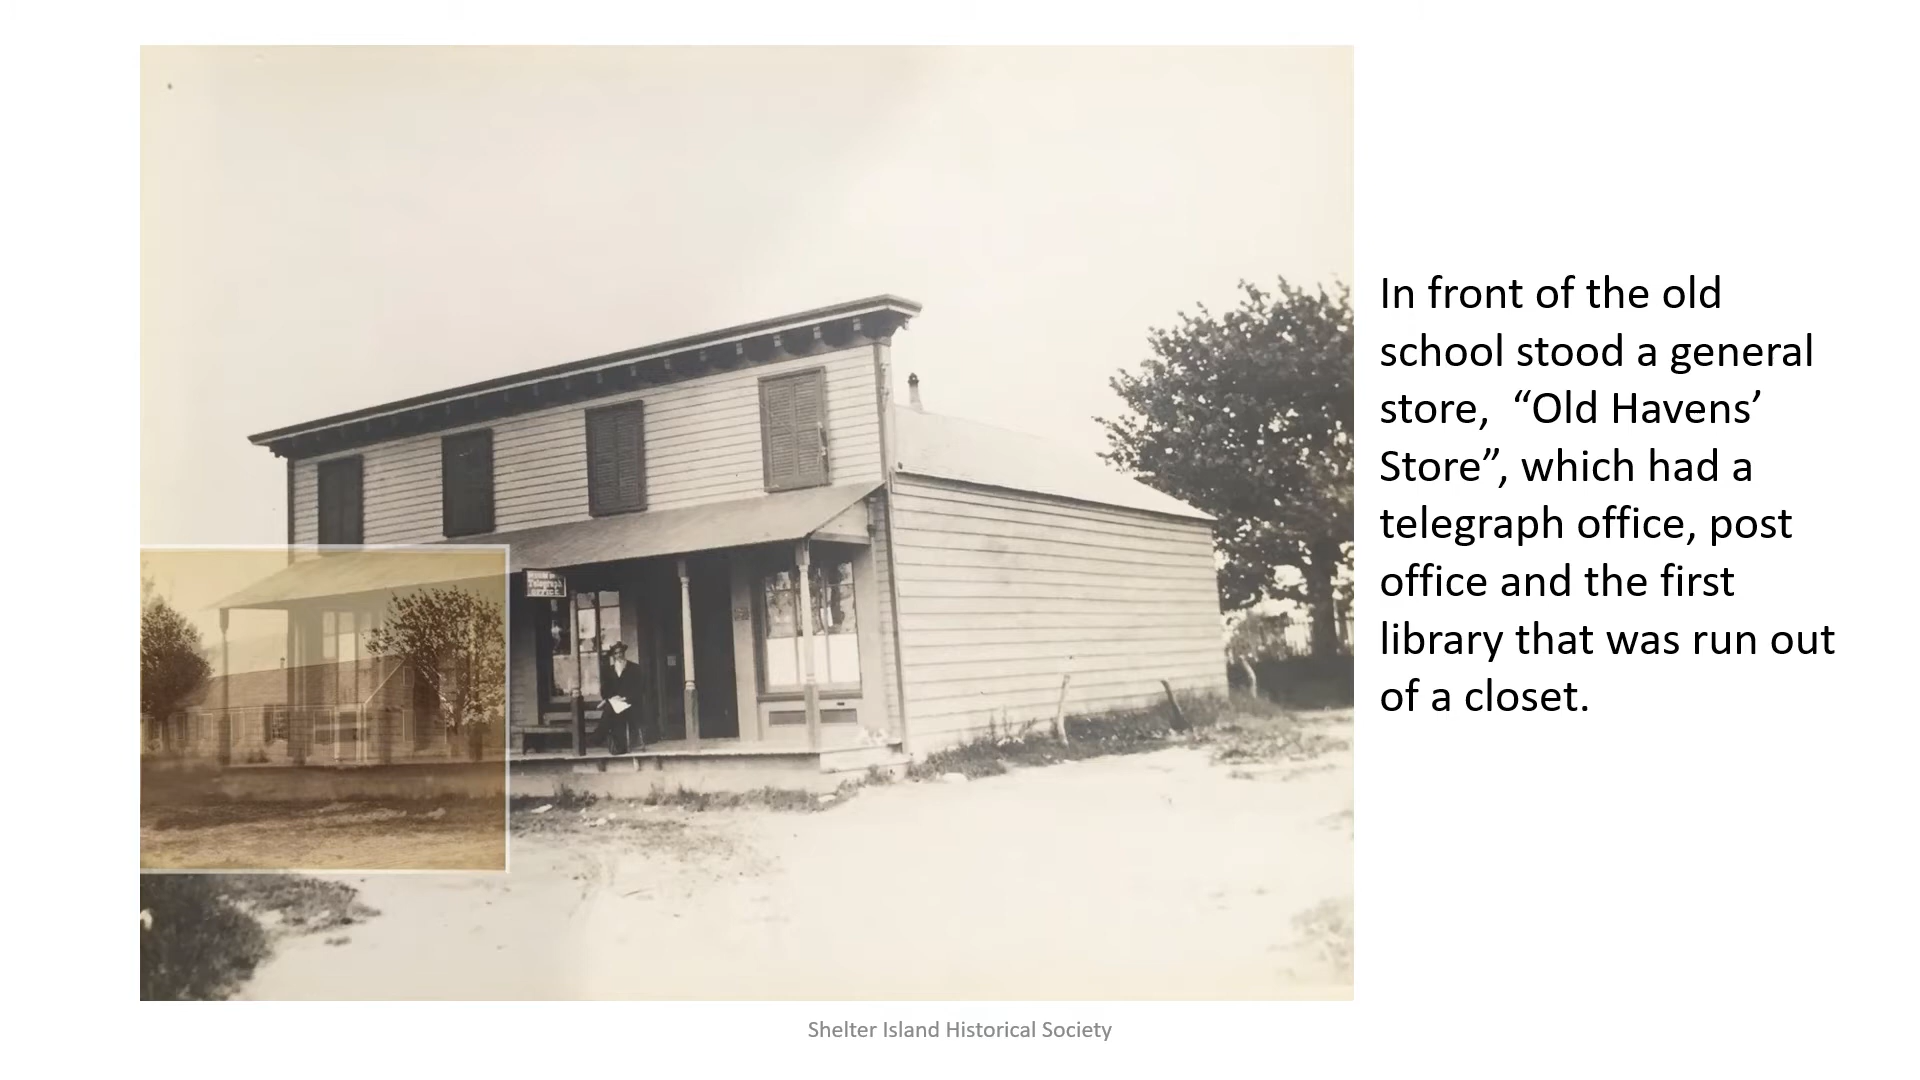 In front of the old
school stood a general
store,  “Old Havens’
Store”, which had a
telegraph office, post
office and the first
library that was run out
of a closet.
Telegraph
Shelter Island Historical Society